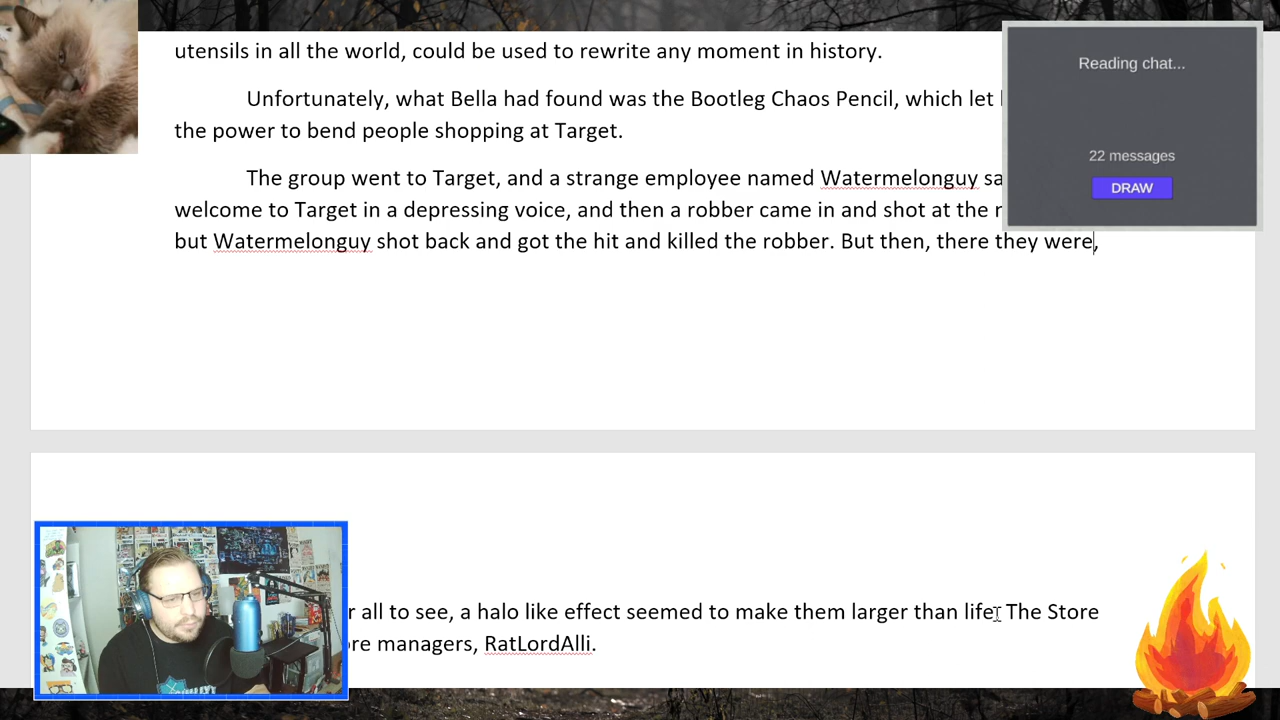 utensils in all the world, could be used to rewrite any moment in history.
Unfortunately, what Bella had found was the Bootleg Chaos Pencil, which let
the power to bend people shopping at Target.
The group went to Target, and a strange employee named Watermelonguy sa
welcome to Target in a depressing voice, and then a robber came in and shot at the
but Watermelonguy shot back and got the hit and killed the robber. But then, there they were,
Reading chat...
22 messages
DRAW
r all to see, a halo like effect seemed to make them larger than life. The Store
re managers, RatLordAlli.